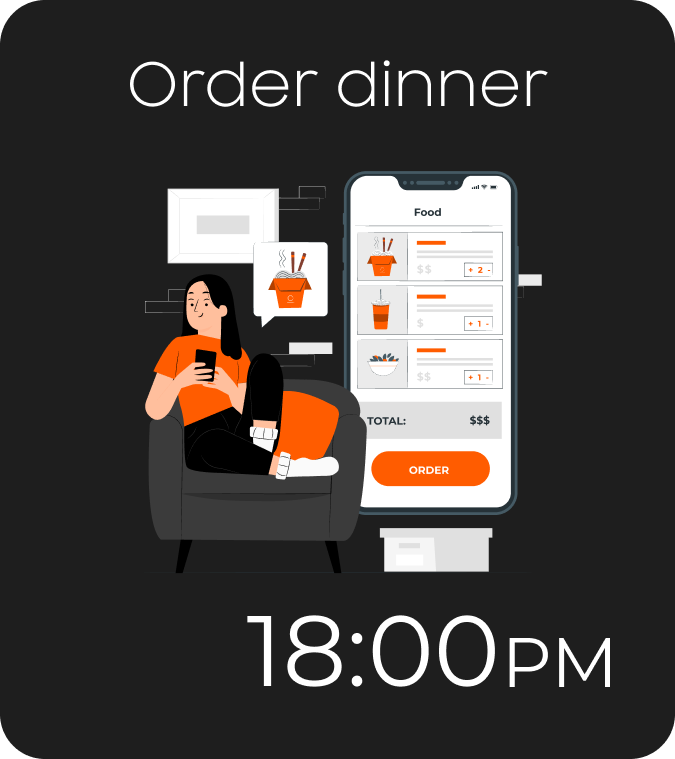 Order dinner
Food
$$
+ 2 -
$
+ 1 -
$$
+ 1 -
TOTAL: $$$
ORDER
18:00PM